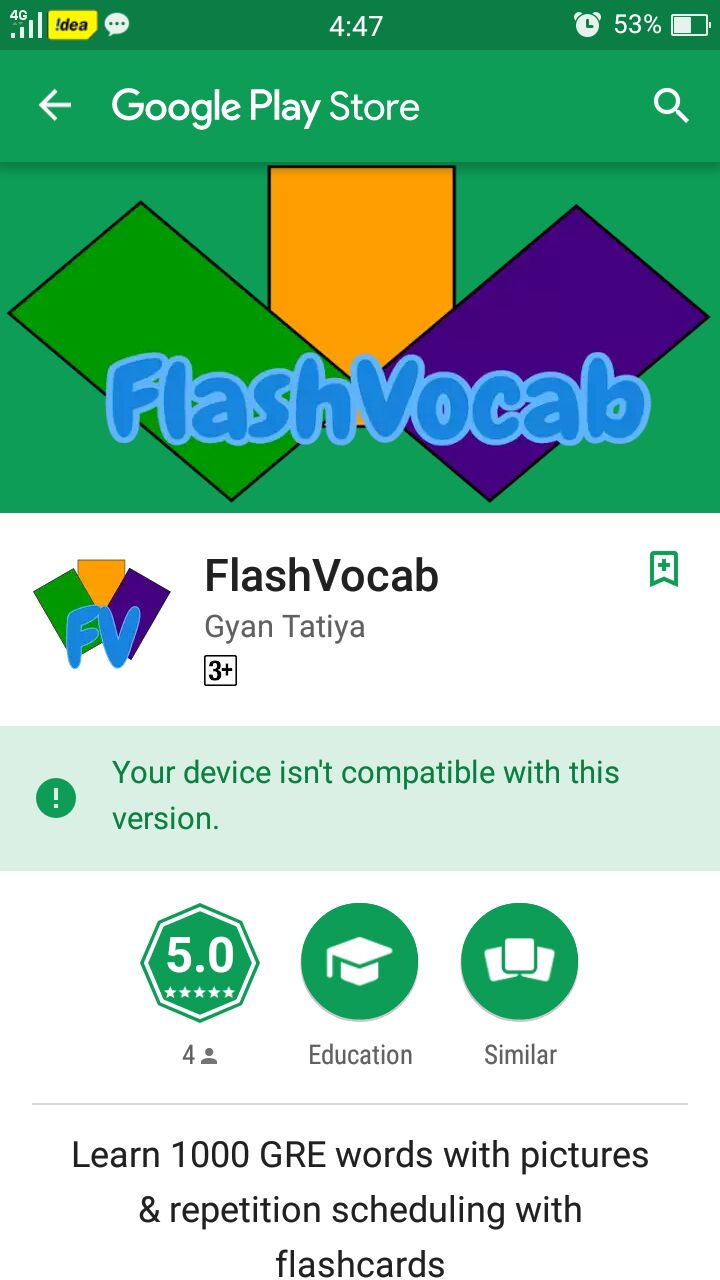 4G !dea 4:47 53%
Google Play Store
FlashVocab
FlashVocab
Gyan Tatiya
FV
3+
Your device isn't compatible with this
version.
5.0
4 Education Similar
Learn 1000 GRE words with pictures
& repetition scheduling with
flashcards